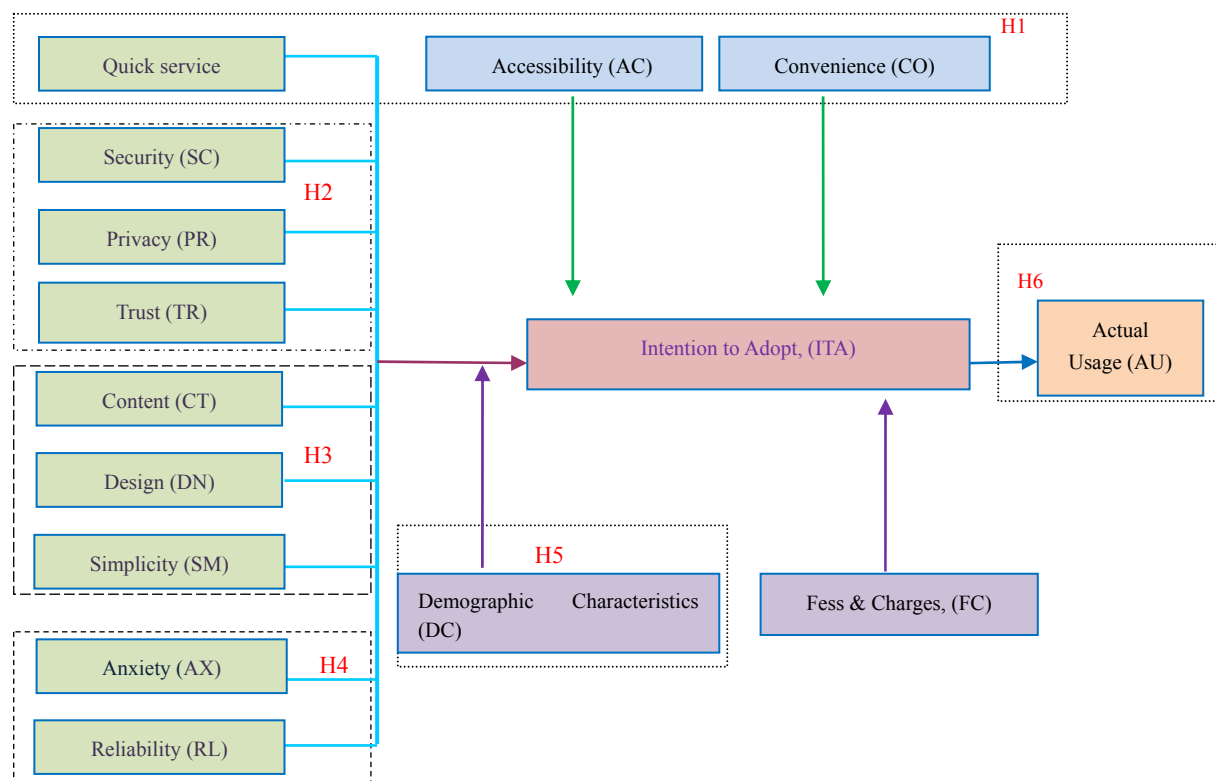 H1
Quick service
Accessibility (AC)
Convenience (CO)
Security (SC)
H2
Privacy (PR)
Trust (TR)
H6
Intention to Adopt, (ITA)
Actual
Usage (AU)
Content (CT)
H3
Design (DN)
Simplicity (SM)
H5
Demographic Characteristics
(DC)
Fess & Charges, (FC)
Anxiety (AX)
H4
Reliability (RL)